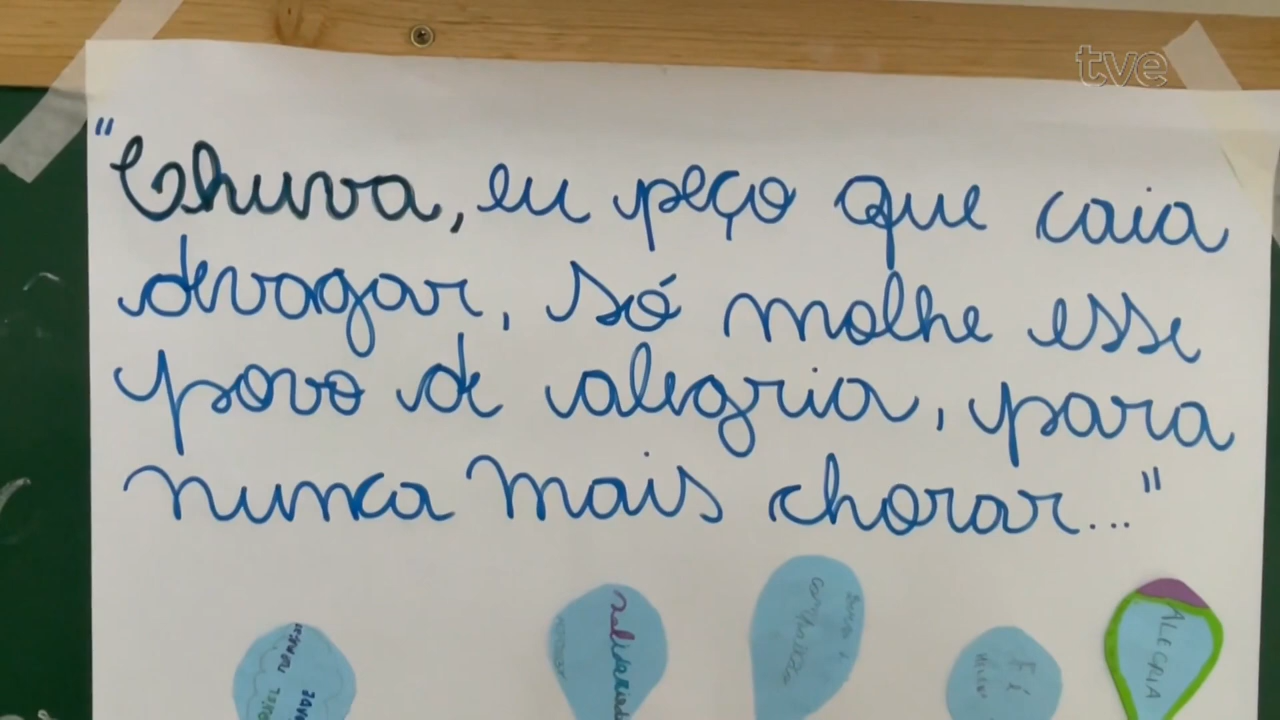 tve
"Chuva, eu peço que caia
devagar, só molhe esse
povo de alegria, para
nunca mais chorar..."
ALEGRIA